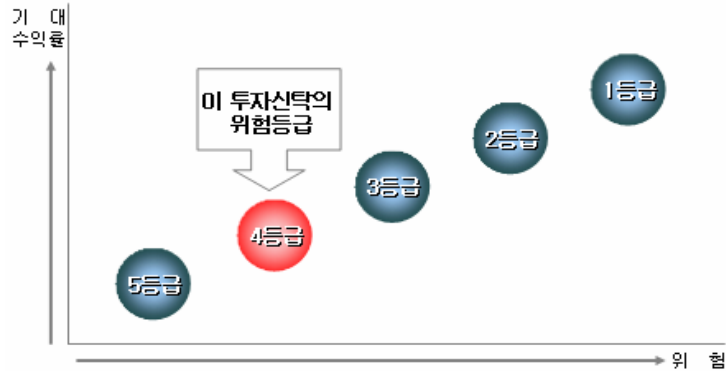 기 대
수익률
이 투자신탁의
위험등급
1등급
2등급
3등급
4등급
5등급
위 험